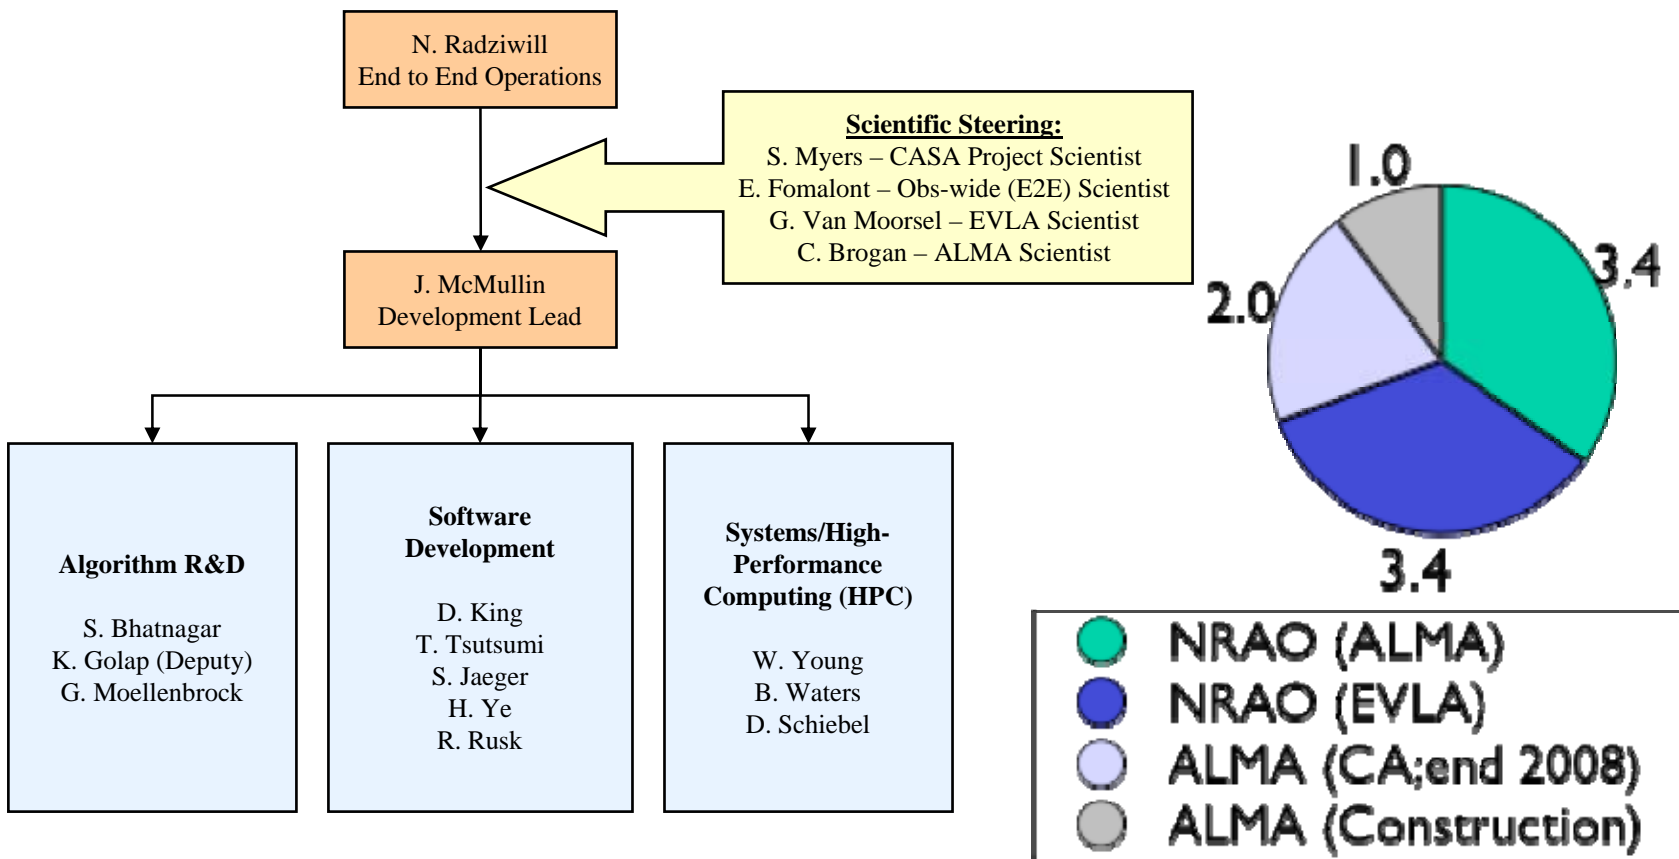 N. Radziwill
End to End Operations
Scientific Steering:
S. Myers – CASA Project Scientist
E. Fomalont – Obs-wide (E2E) Scientist
G. Van Moorsel – EVLA Scientist
C. Brogan – ALMA Scientist
J. McMullin
Development Lead
Algorithm R&D
S. Bhatnagar
K. Golap (Deputy)
G. Moellenbrock
Software
Development
D. King
T. Tsutsumi
S. Jaeger
H. Ye
R. Rusk
Systems/High-
Performance
Computing (HPC)
W. Young
B. Waters
D. Schiebel
1.0
3.4
2.0
3.4
NRAO (ALMA)
NRAO (EVLA)
ALMA (CA;end 2008)
ALMA (Construction)